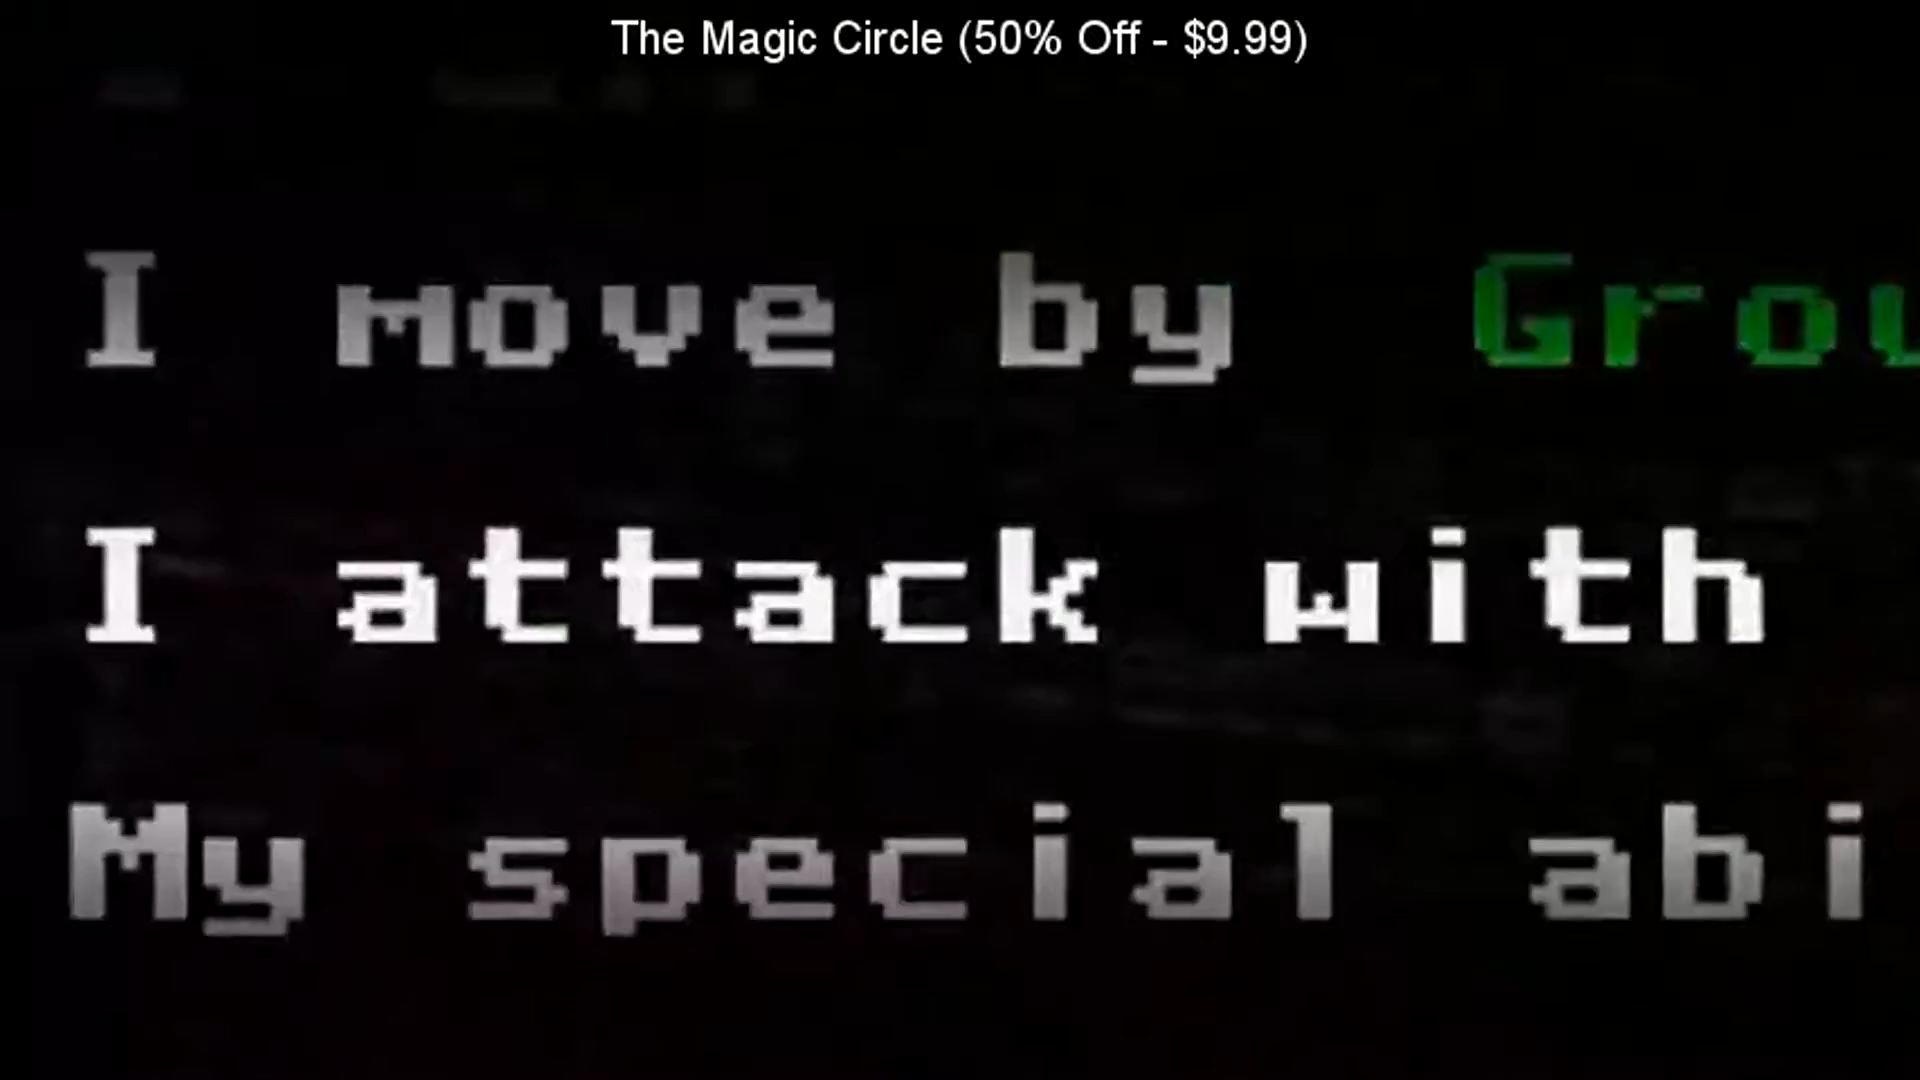 The Magic Circle (50% Off - $9.99)
I move by Grou
I attack with
My special abi